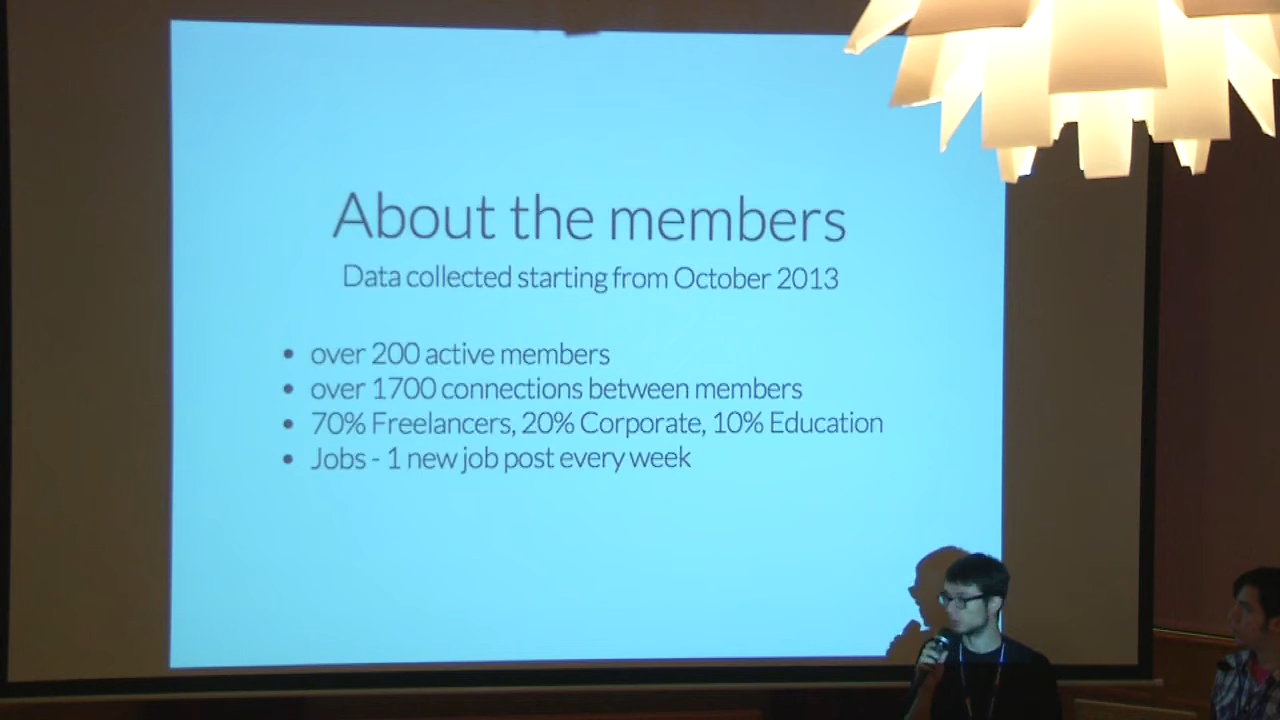 About the members
Data collected starting from October 2013
• over 200 active members
• over 1700 connections between members
• 70% Freelancers, 20% Corporate, 10% Education
• Jobs - 1 new job post every week